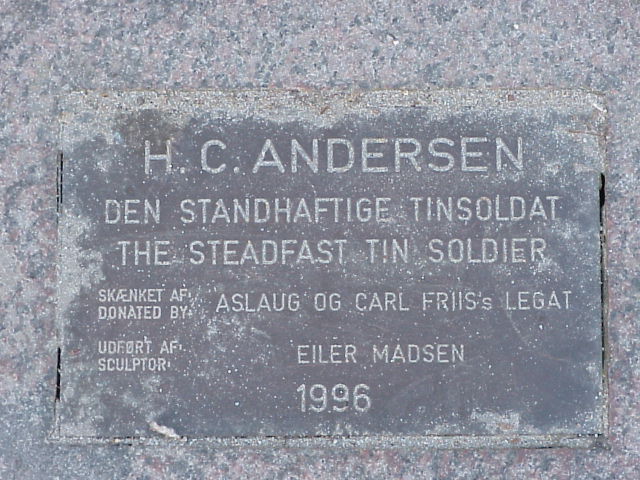 H. C. ANDERSEN
DEN STANDHAFTIGE TINSOLDAT
THE STEADFAST TIN SOLDIER
SKÆNKET AF:
DONATED BY: ASLAUG OG CARL FRIIS's LEGAT
UDFØRT AF:
SCULPTOR: EILER MADSEN
1996